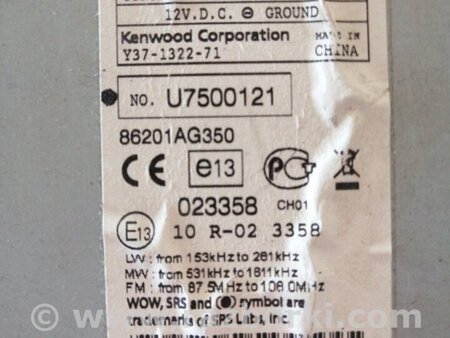 12V.D.C. ⊖ GROUND
Kenwood Corporation MADE IN
Y37-1322-71 CHINA
NO. U7500121
86201AG350
CE e13 PG
023358 CH01
E13 10 R-02 3358
LW: from 153kHz to 281kHz
MW: from 531kHz to 1611kHz
FM: from 87.5MHz to 108.0MHz
WOW, SRS and symbol are
trademarks of SRS Labs, Inc.